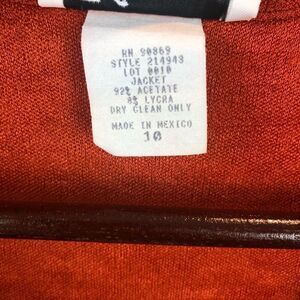 RN 90869
STYLE 214943
LOT 0010
JACKET
92% ACETATE
8% LYCRA
DRY CLEAN ONLY
MADE IN MEXICO
10